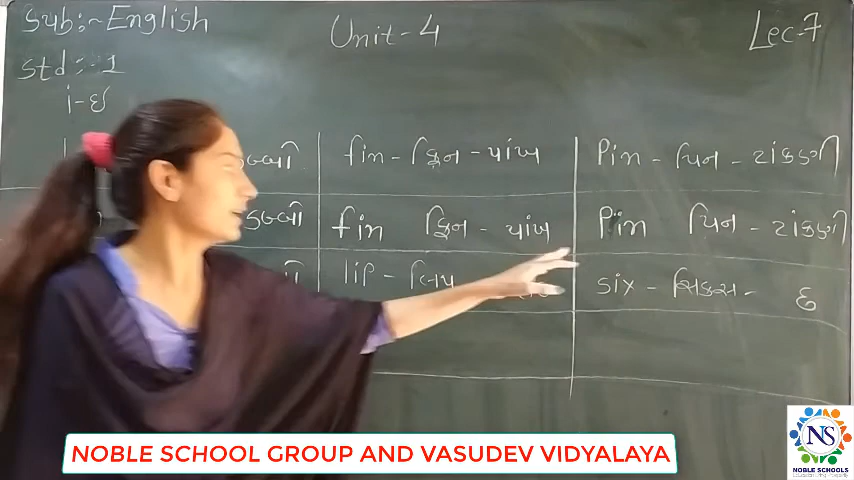 Sub:- English Unit-4 Lec-7
Std:- 1
i-ઇ
fin - ફિન - પાંખ Pin - પિન - ટાંકણી
fin ફિન - પાંખ Pin પિન - ટાંકણી
lip - લિપ six - સિક્સ - ૬
NOBLE SCHOOL GROUP AND VASUDEV VIDYALAYA
NS
NOBLE SCHOOLS